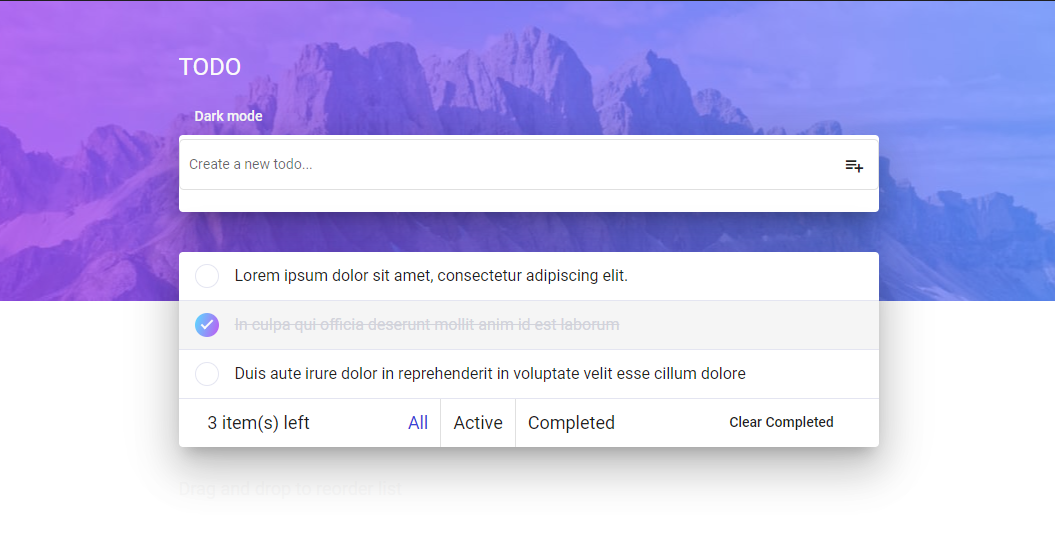 TODO
Dark mode
Create a new todo...
Lorem ipsum dolor sit amet, consectetur adipiscing elit.
In culpa qui officia deserunt mollit anim id est laborum
Duis aute irure dolor in reprehenderit in voluptate velit esse cillum dolore
3 item(s) left All Active Completed Clear Completed
Drag and drop to reorder list